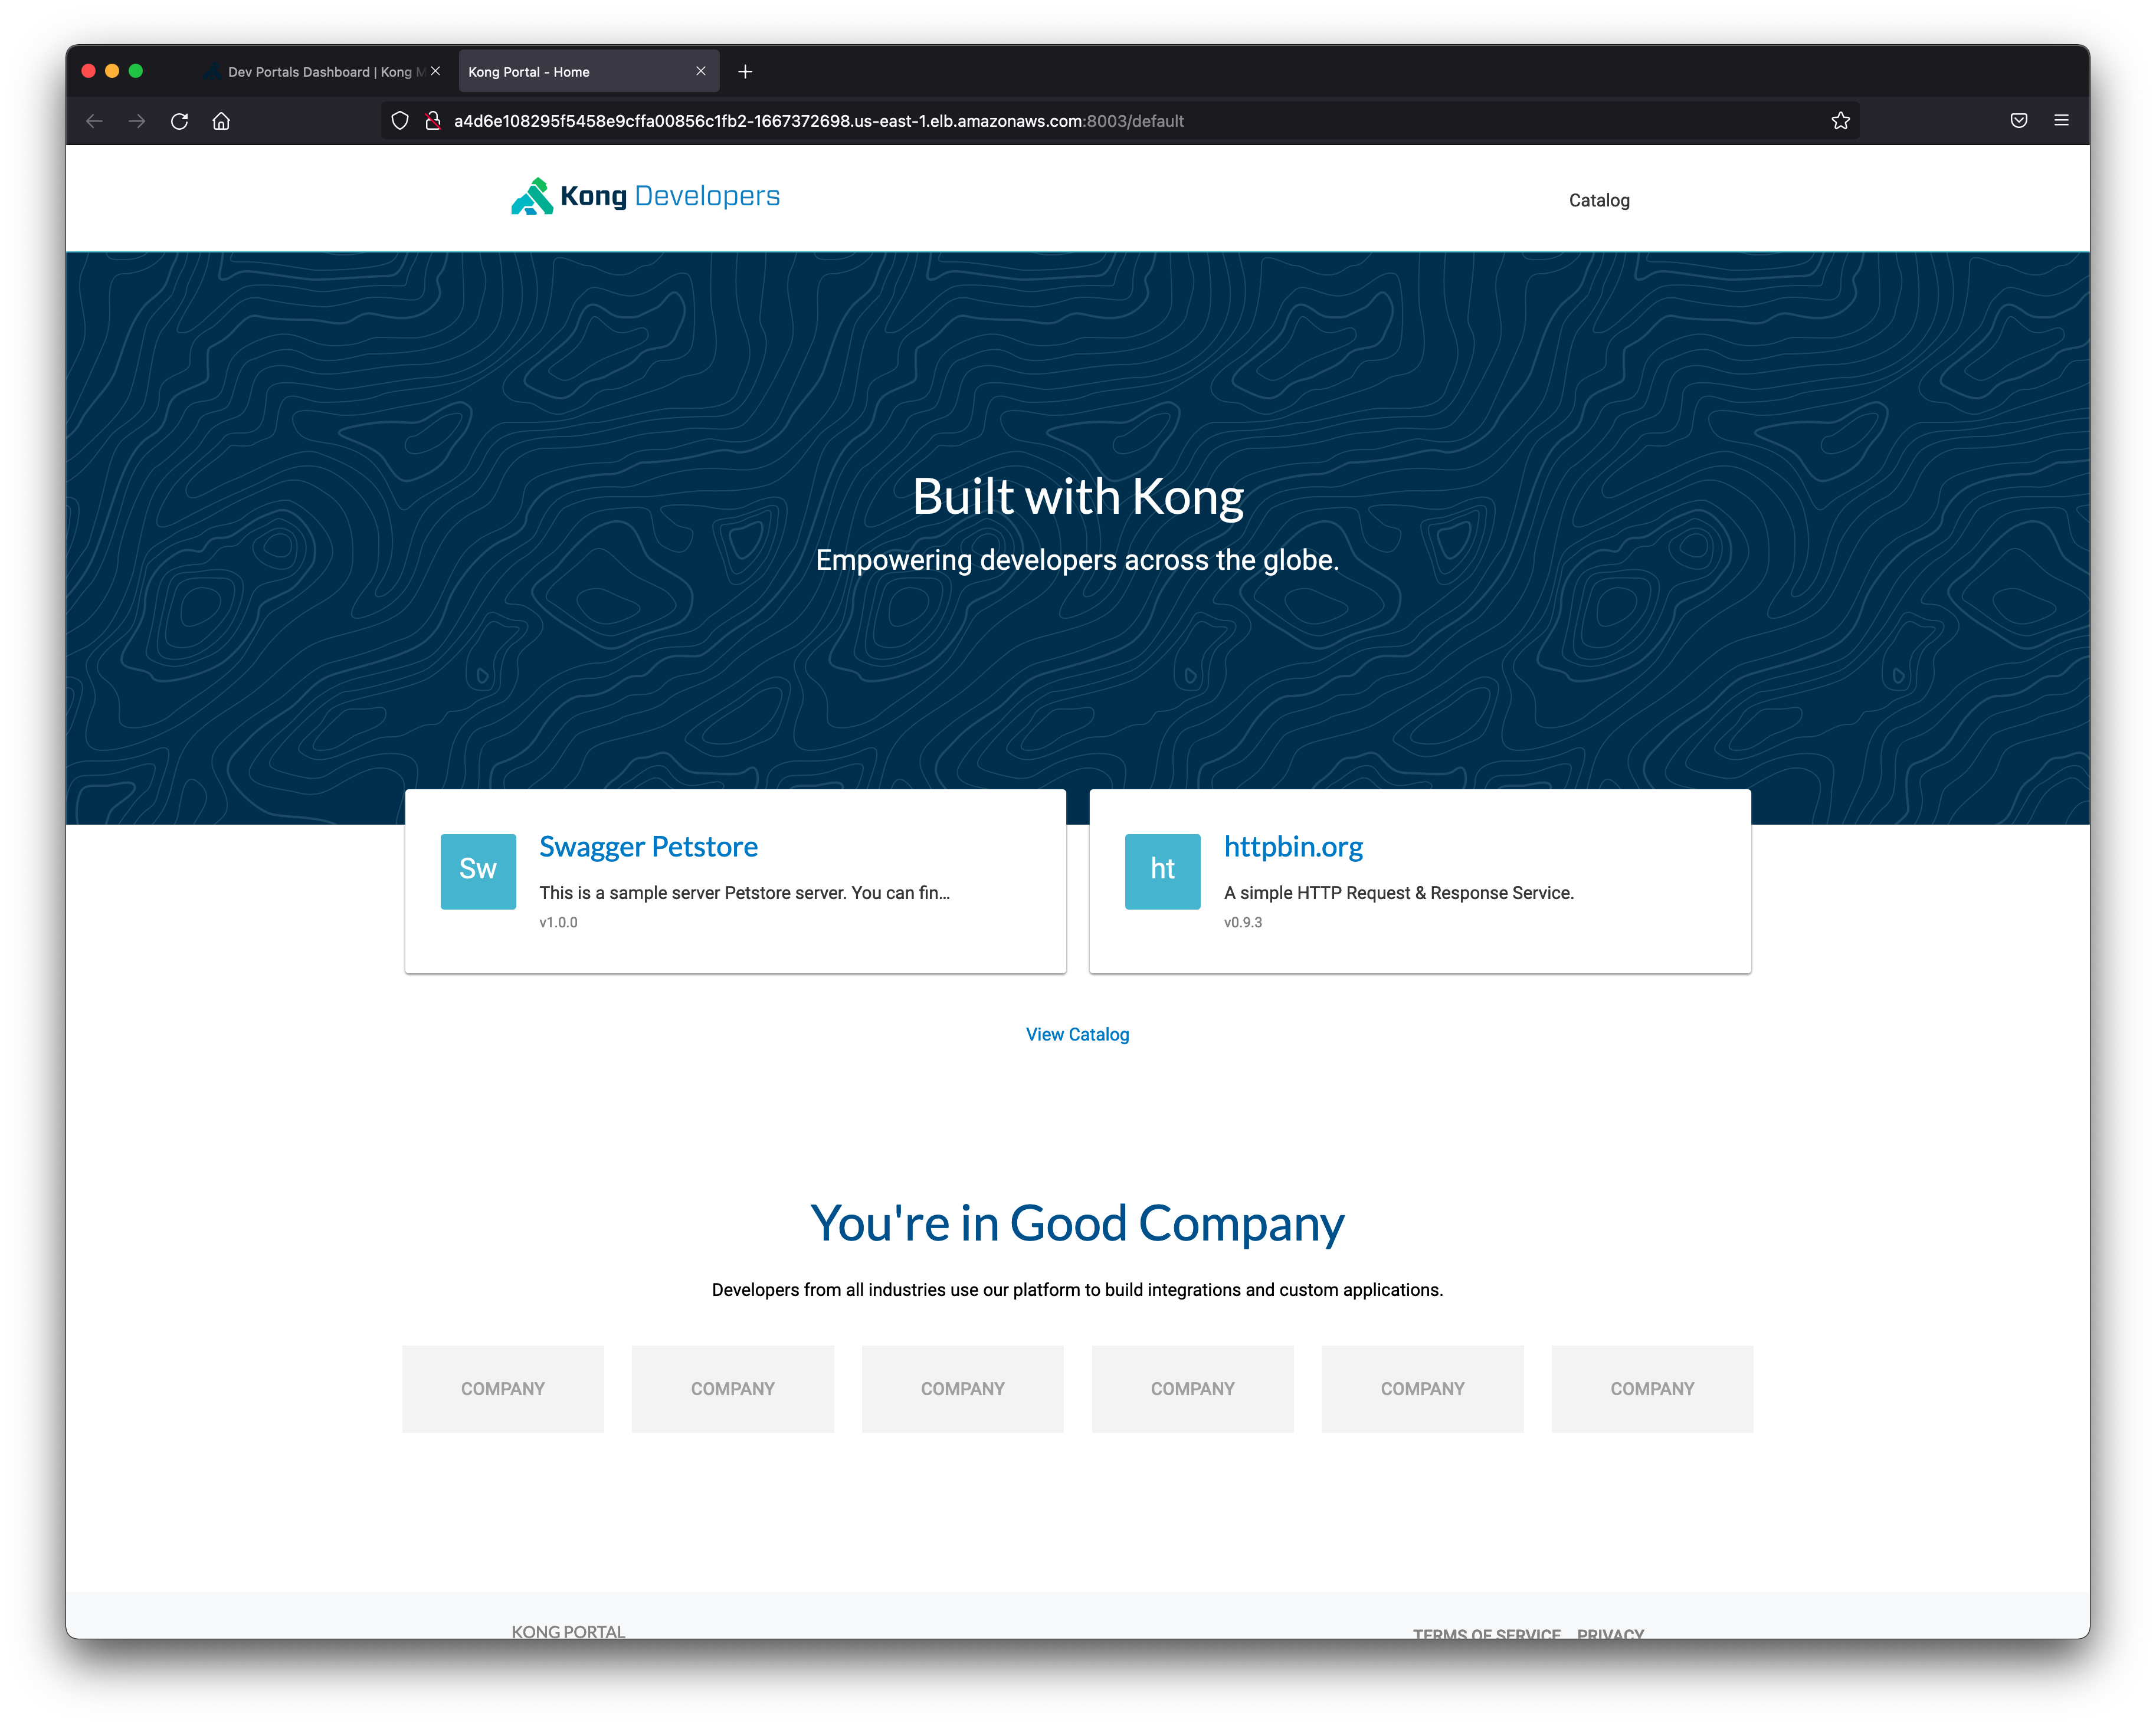 Dev Portals Dashboard | Kong M
Kong Portal - Home
a4d6e108295f5458e9cffa00856c1fb2-1667372698.us-east-1.elb.amazonaws.com:8003/default
Kong Developers
Catalog
Built with Kong
Empowering developers across the globe.
Sw
Swagger Petstore
This is a sample server Petstore server. You can fin...
v1.0.0
ht
httpbin.org
A simple HTTP Request & Response Service.
v0.9.3
View Catalog
You're in Good Company
Developers from all industries use our platform to build integrations and custom applications.
COMPANY
COMPANY
COMPANY
COMPANY
COMPANY
COMPANY
KONG PORTAL
TERMS OF SERVICE
PRIVACY